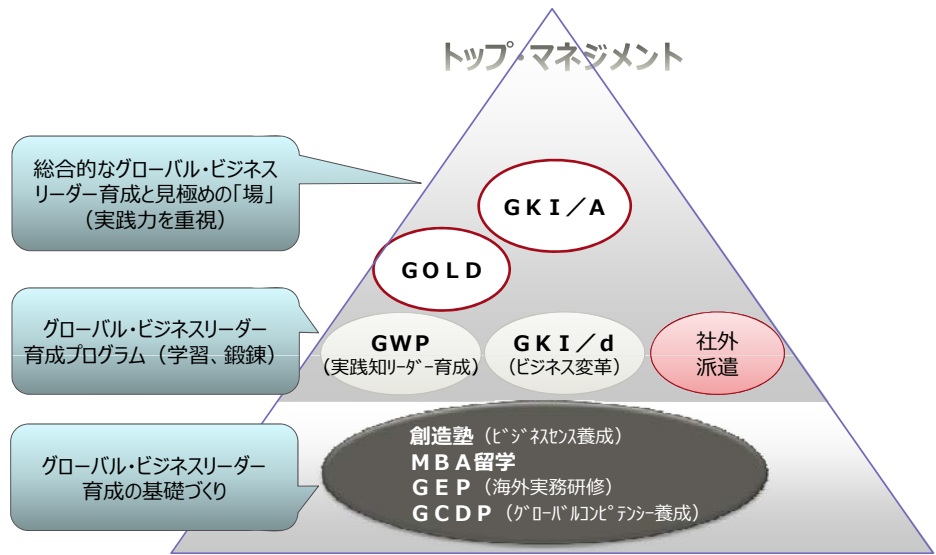 トップ・マネジメント
総合的なグローバル・ビジネス
リーダー育成と見極めの「場」
（実践力を重視）
ＧＫＩ／Ａ
ＧＯＬＤ
グローバル・ビジネスリーダー
育成プログラム（学習、鍛錬）
GWP
(実践知ﾘｰﾀﾞｰ育成)
ＧＫＩ／ｄ
(ビジネス変革)
社外
派遣
グローバル・ビジネスリーダー
育成の基礎づくり
創造塾（ﾋﾞｼﾞﾈｽｾﾝｽ養成）
ＭＢＡ留学
ＧＥＰ（海外実務研修）
ＧＣＤＰ（ｸﾞﾛｰﾊﾞﾙｺﾝﾋﾟﾃﾝｼｰ養成）